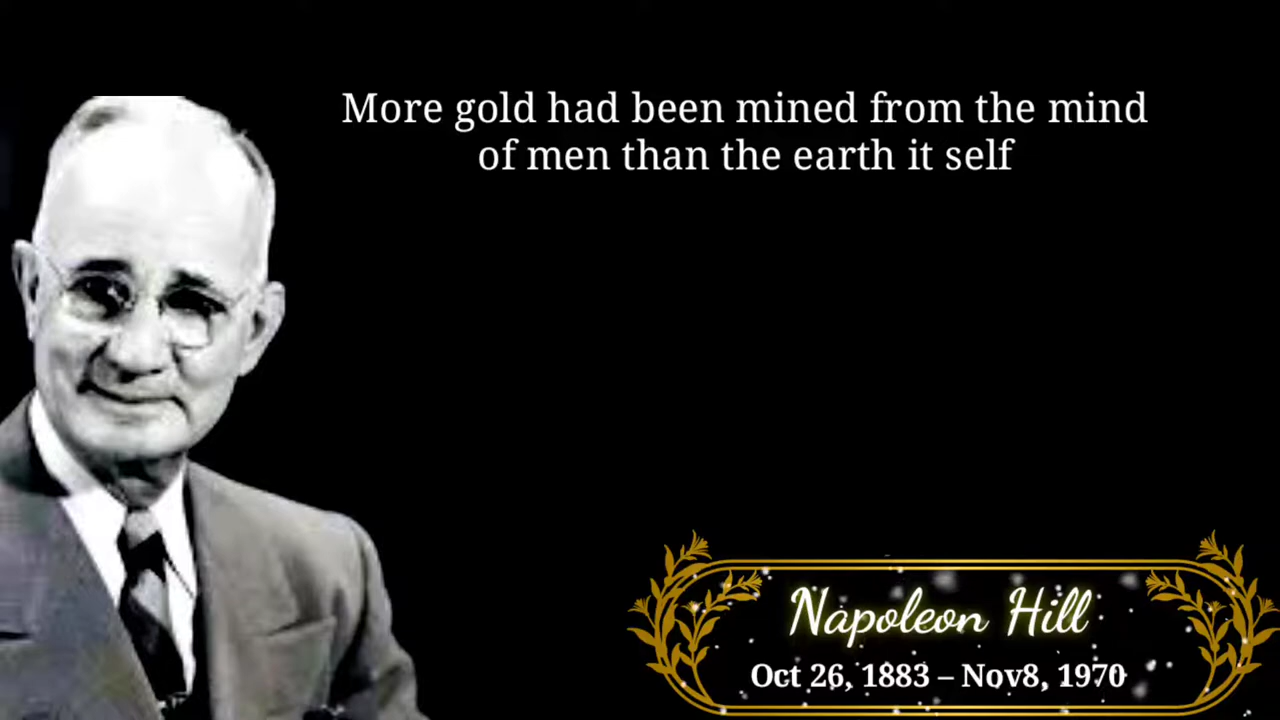 More gold had been mined from the mind
of men than the earth it self
Napoleon Hill
Oct 26, 1883 – Nov8, 1970